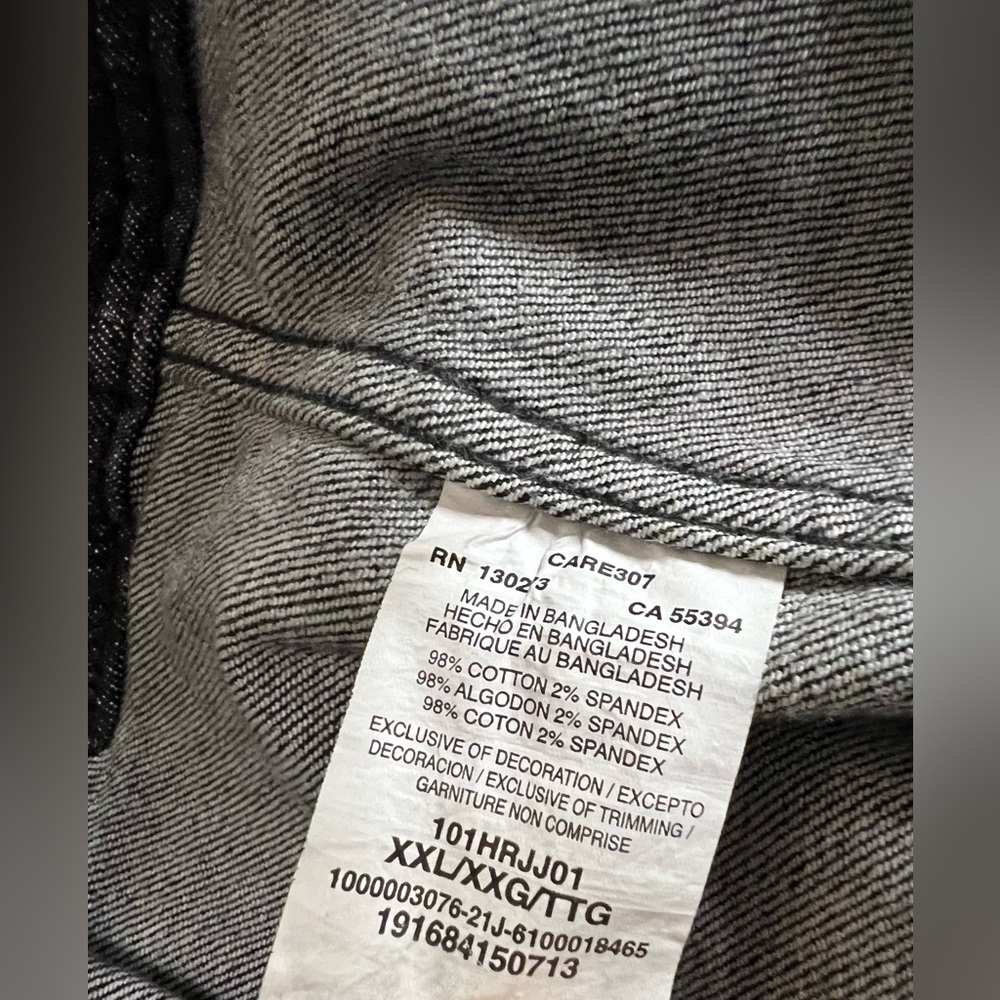 CARE307
RN 130273
CA 55394
MADE IN BANGLADESH
HECHO EN BANGLADESH
FABRIQUE AU BANGLADESH
98% COTTON 2% SPANDEX
98% ALGODON 2% SPANDEX
98% COTON 2% SPANDEX
EXCLUSIVE OF DECORATION / EXCEPTO
DECORACION / EXCLUSIVE OF TRIMMING /
GARNITURE NON COMPRISE
101HRJJ01
XXL/XXG/TTG
1000003076-21J-6100018465
191684150713